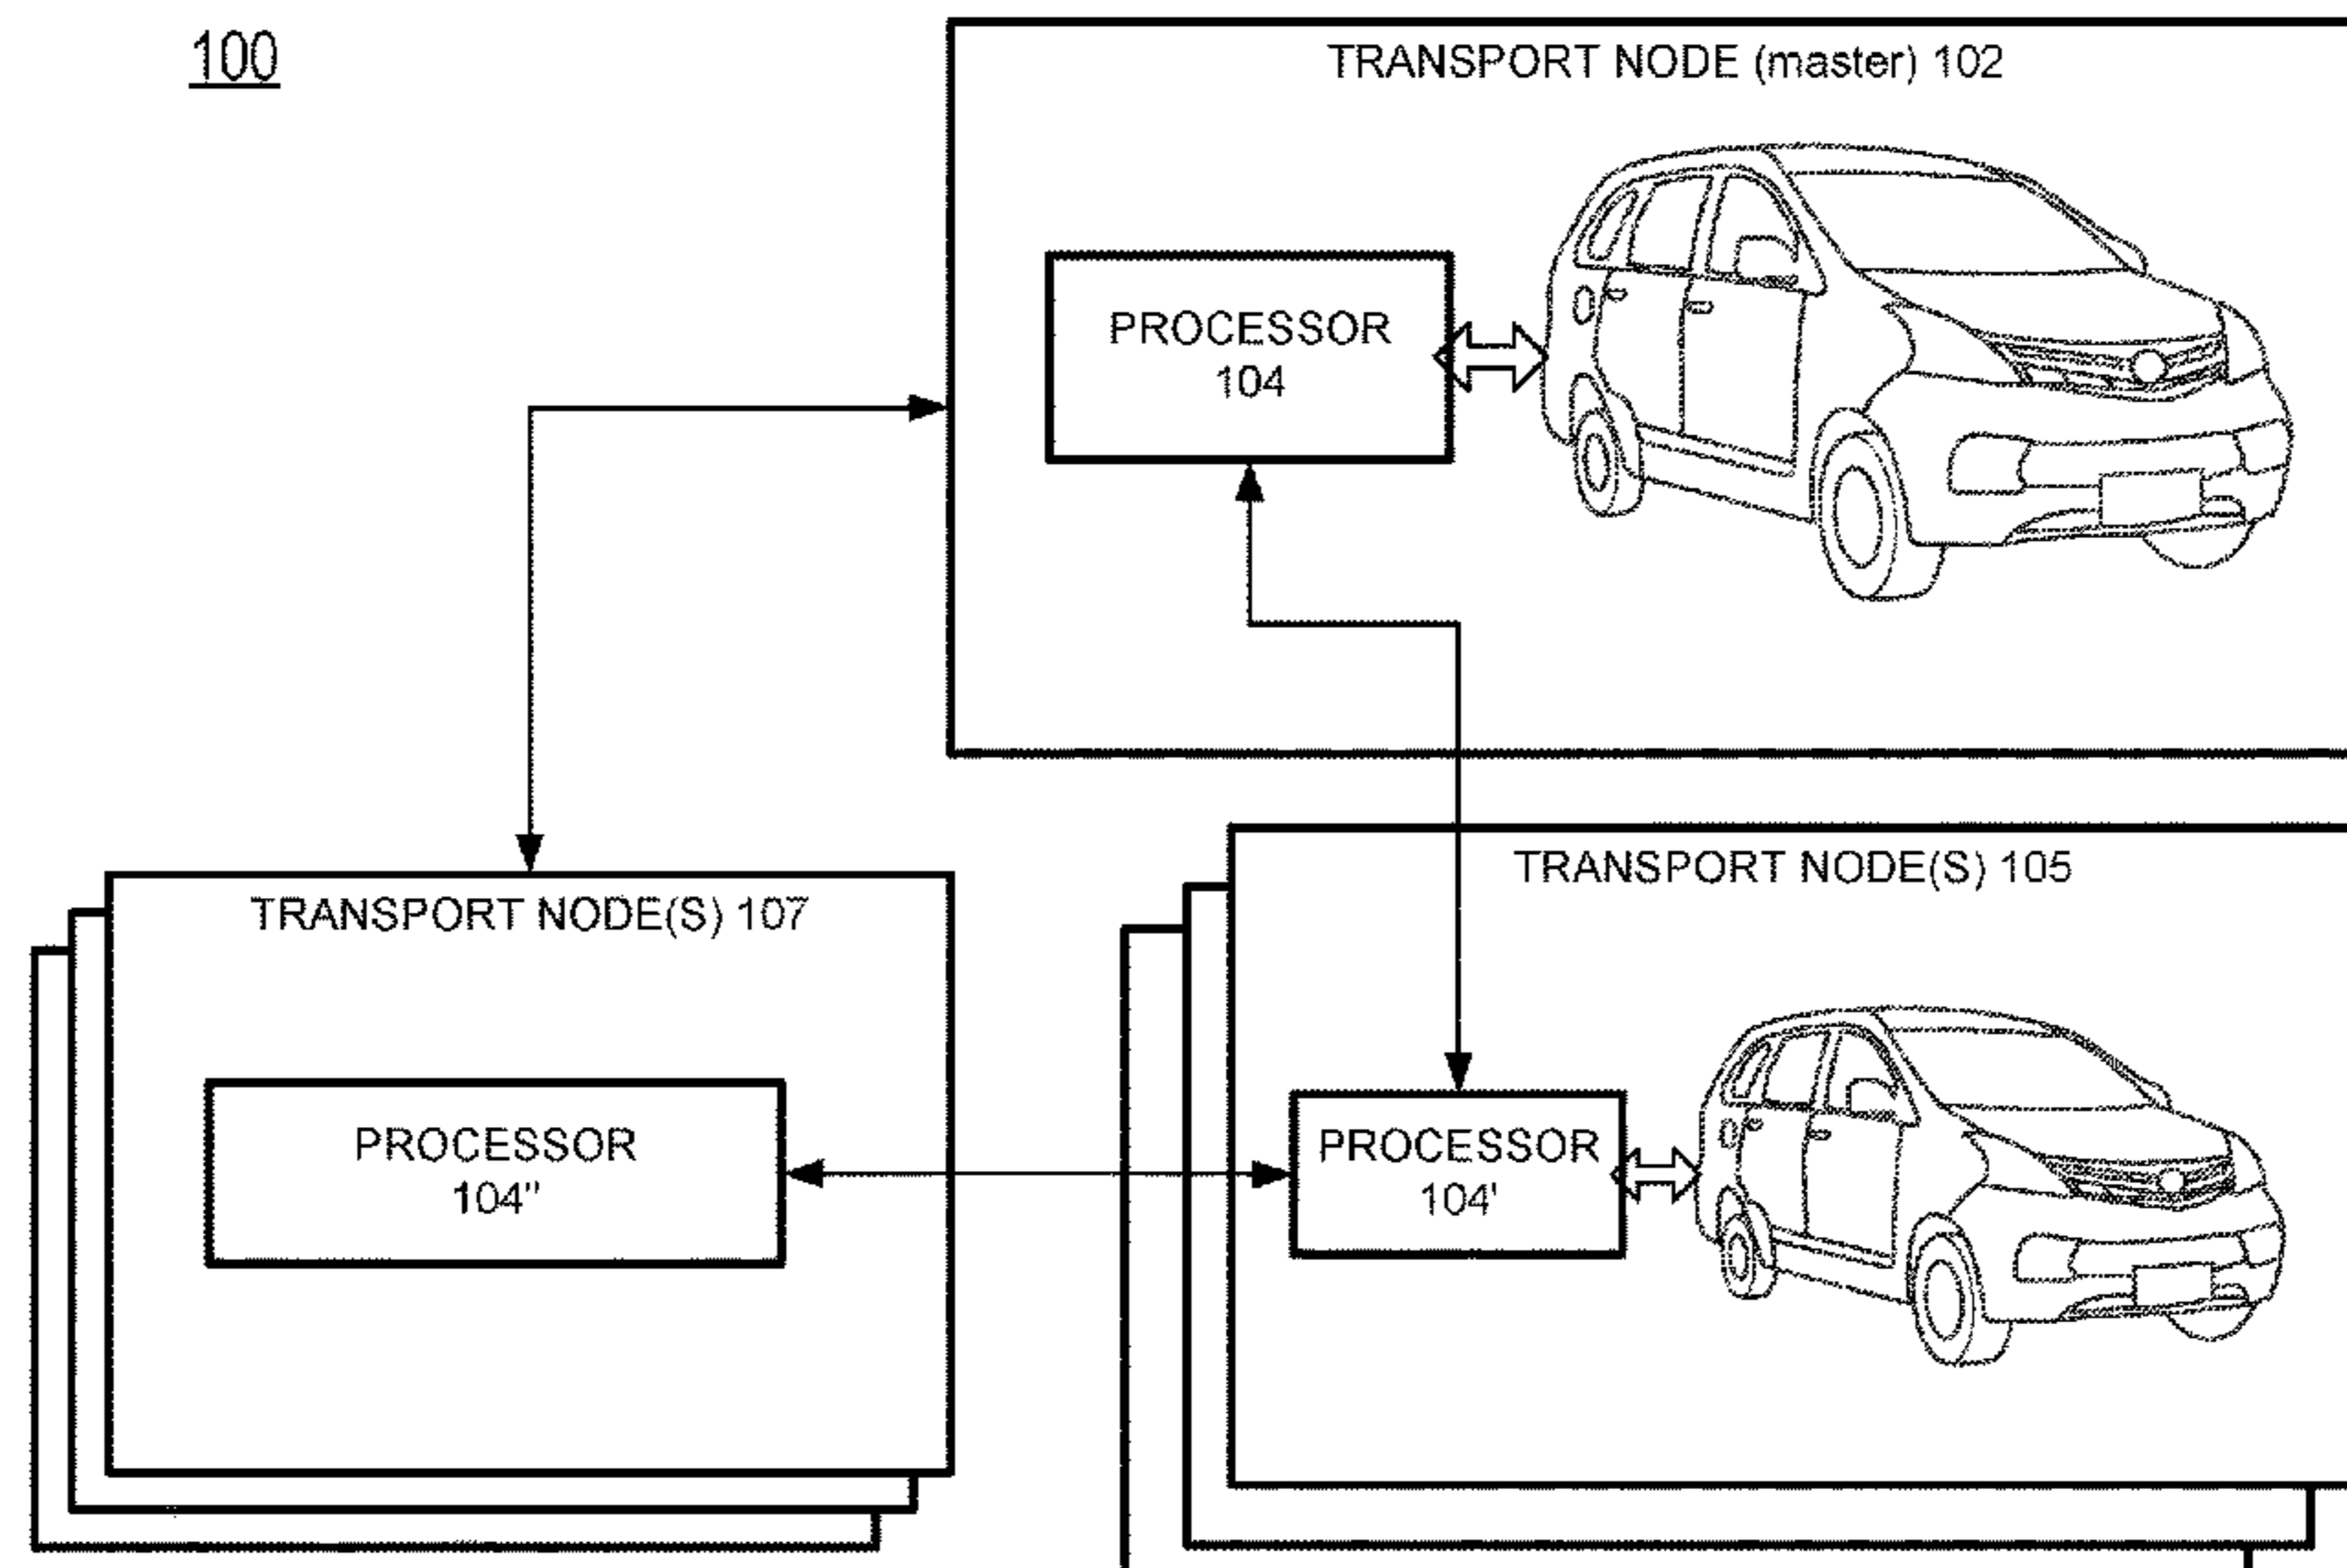 100
TRANSPORT NODE (master) 102
PROCESSOR
104
TRANSPORT NODE(S) 107
PROCESSOR
104"
TRANSPORT NODE(S) 105
PROCESSOR
104'